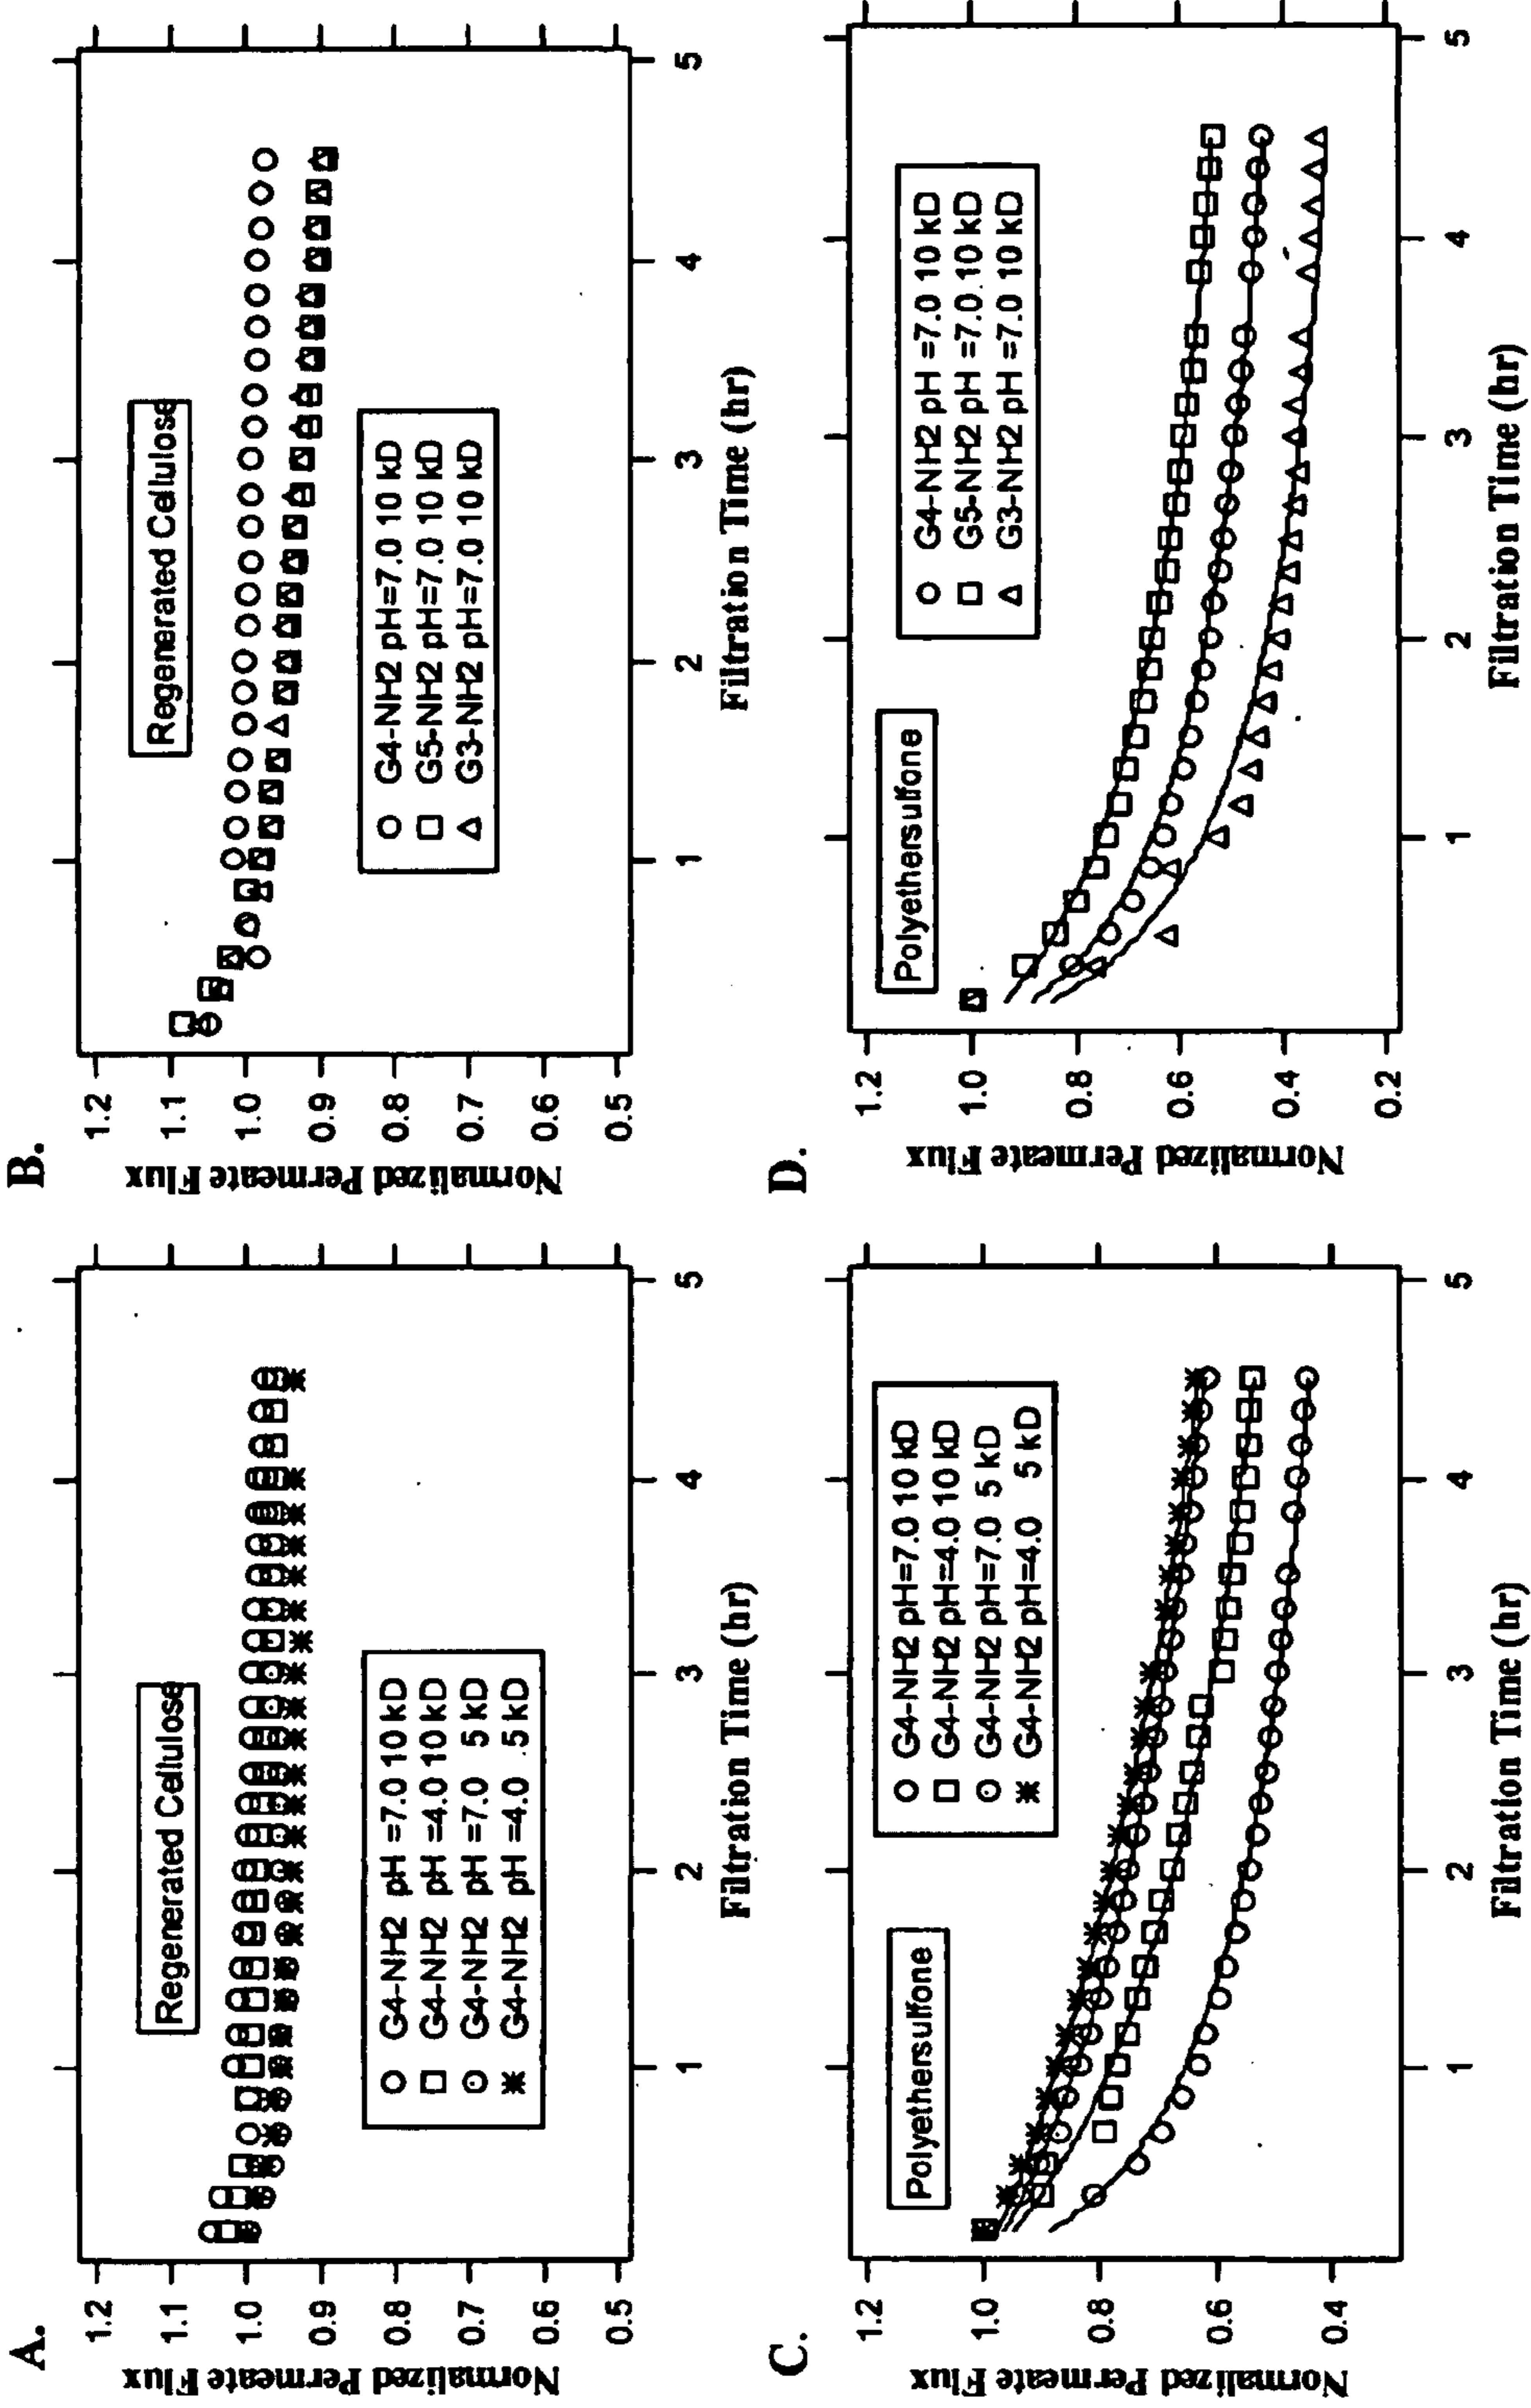 A.
Normalized Permeate Flux
1.2
1.1
1.0
0.9
0.8
0.7
0.6
0.5
Regenerated Cellulose
G4-NH2 pH =7.0 10 kD
G4-NH2 pH =4.0 10 kD
G4-NH2 pH =7.0 5 kD
G4-NH2 pH =4.0 5 kD
1 2 3 4 5
Filtration Time (hr)
B.
Normalized Permeate Flux
1.2
1.1
1.0
0.9
0.8
0.7
0.6
0.5
Regenerated Cellulose
G4-NH2 pH=7.0 10 kD
G5-NH2 pH=7.0 10 kD
G3-NH2 pH=7.0 10 kD
1 2 3 4 5
Filtration Time (hr)
C.
Normalized Permeate Flux
1.2
1.0
0.8
0.6
0.4
Polyethersulfone
G4-NH2 pH=7.0 10 kD
G4-NH2 pH=4.0 10 kD
G4-NH2 pH=7.0 5 kD
G4-NH2 pH=4.0 5 kD
1 2 3 4 5
Filtration Time (hr)
D.
Normalized Permeate Flux
1.2
1.0
0.8
0.6
0.4
0.2
Polyethersulfone
G4-NH2 pH =7.0 10 kD
G5-NH2 pH =7.0 10 kD
G3-NH2 pH =7.0 10 kD
1 2 3 4 5
Filtration Time (hr)